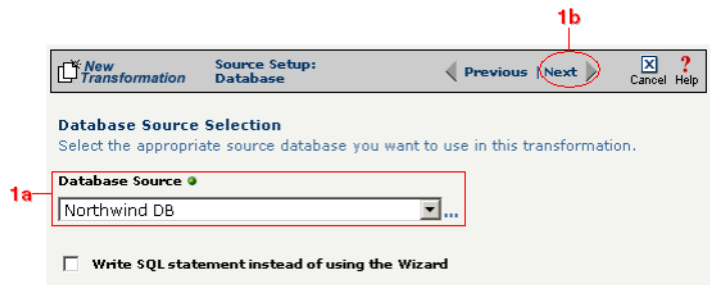 1b
New Transformation
Source Setup: Database
Previous | Next
Cancel Help
Database Source Selection
Select the appropriate source database you want to use in this transformation.
Database Source
1a
Northwind DB
...
Write SQL statement instead of using the Wizard